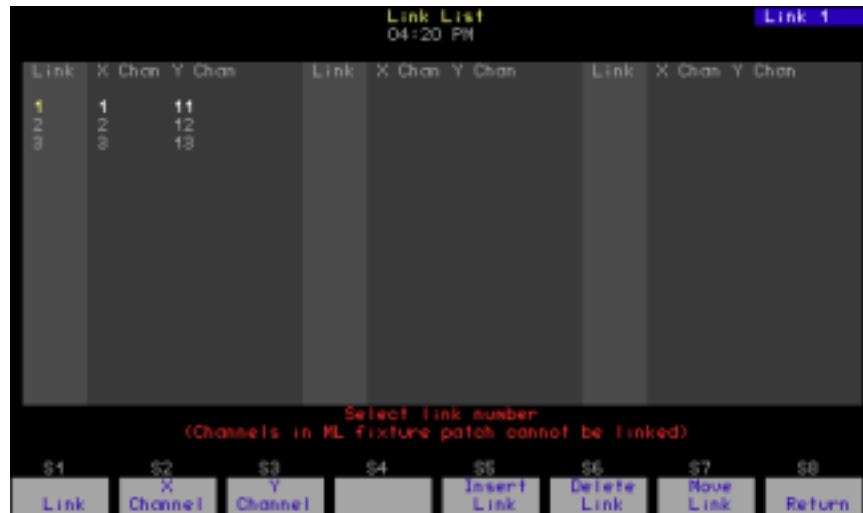 Link List
Link 1
04:20 PM
Link X Chan Y Chan Link X Chan Y Chan Link X Chan Y Chan
1 1 11
2 2 12
3 3 13
Select link number
(Channels in ML fixture patch cannot be linked)
S1 S2 S3 S4 S5 S6 S7 S8
Link
X
Channel
Y
Channel
Insert
Link
Delete
Link
Move
Link
Return